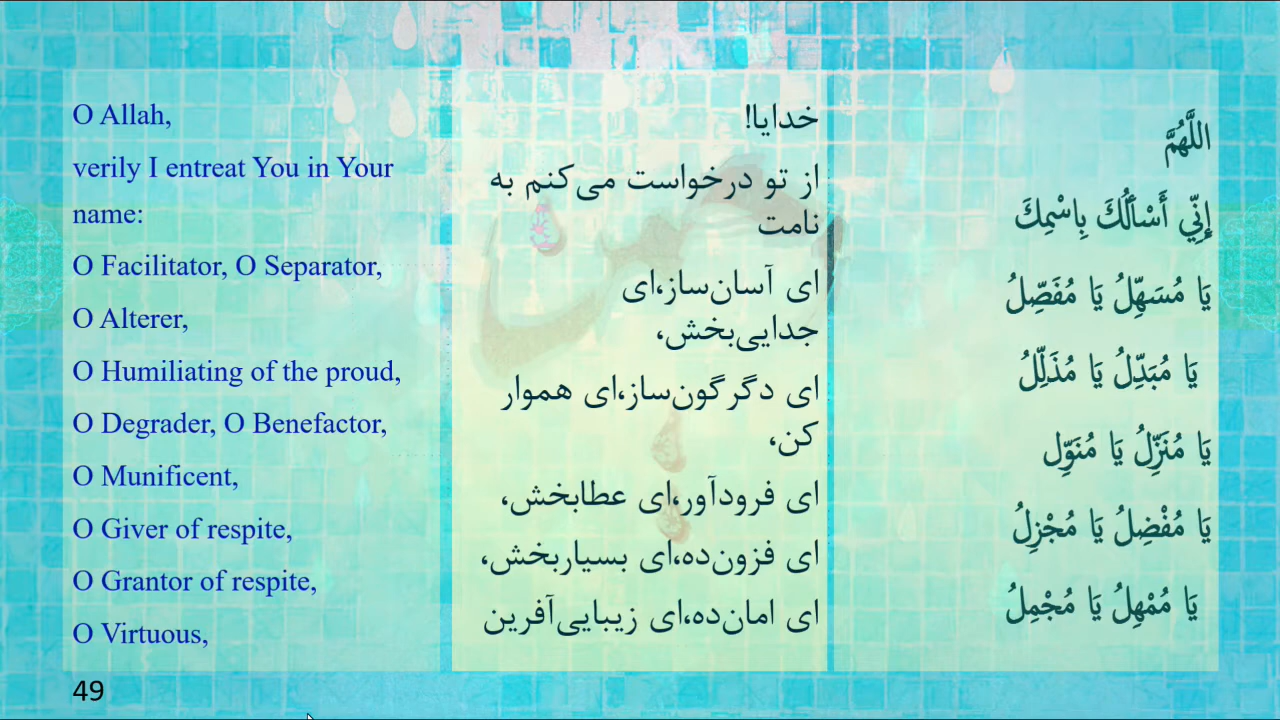 O Allah,
verily I entreat You in Your
name:
O Facilitator, O Separator,
O Alterer,
O Humiliating of the proud,
O Degrader, O Benefactor,
O Munificent,
O Giver of respite,
O Grantor of respite,
O Virtuous,
خدایا!
از تو درخواست می‌کنم به
نامت
ای آسان‌ساز،ای
جدایی‌بخش،
ای دگرگون‌ساز،ای هموار
کن،
ای فرودآور،ای عطابخش،
ای فزون‌ده،ای بسیاربخش،
ای امان‌ده،ای زیبایی‌آفرین
اللَّهُمَّ
إِنِّي أَسْأَلُكَ بِاسْمِكَ
يَا مُسَهِّلُ يَا مُفَصِّلُ
يَا مُبَدِّلُ يَا مُذَلِّلُ
يَا مُنَزِّلُ يَا مُنَوِّل
يَا مُفْضِلُ يَا مُجْزِلُ
يَا مُمْهِلُ يَا مُجْمِلُ
49